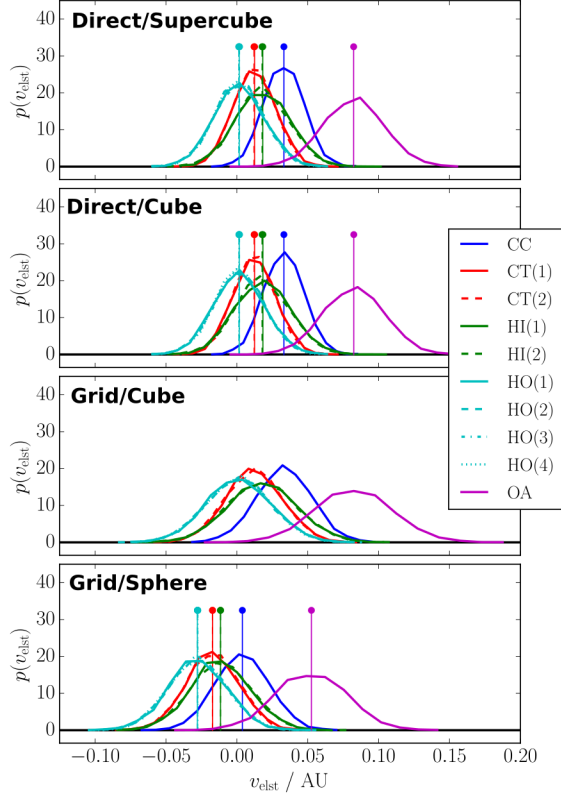 Direct/Supercube
40
30
20
10
0
p(v_elst)
Direct/Cube
40
30
20
10
0
p(v_elst)
CC
CT(1)
CT(2)
HI(1)
HI(2)
HO(1)
HO(2)
HO(3)
HO(4)
OA
Grid/Cube
40
30
20
10
0
p(v_elst)
Grid/Sphere
40
30
20
10
0
p(v_elst)
−0.10 −0.05 0.00 0.05 0.10 0.15 0.20
v_elst / AU